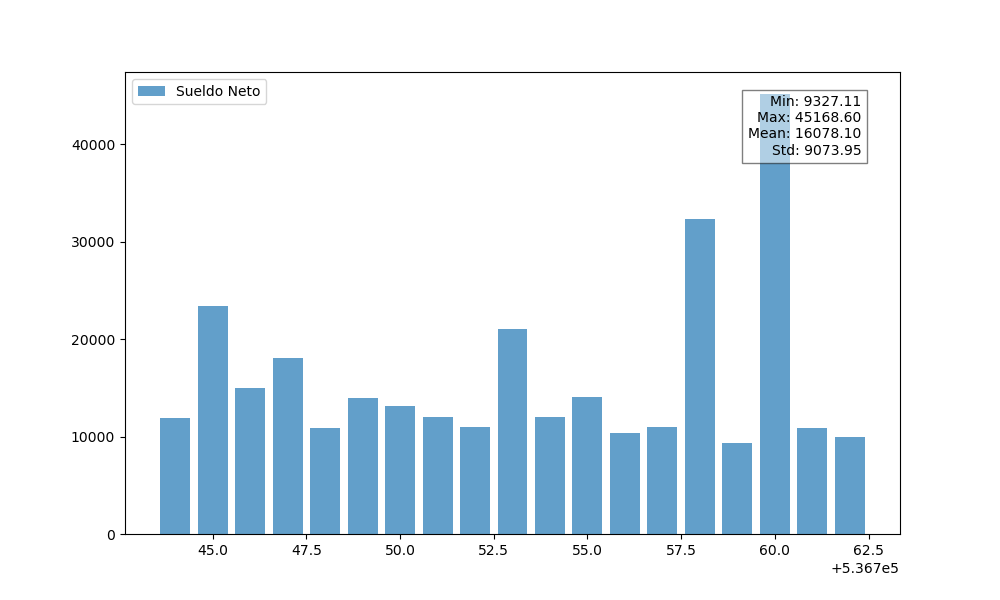 Sueldo Neto
Min: 9327.11
Max: 45168.60
Mean: 16078.10
Std: 9073.95
40000
30000
20000
10000
0
45.0 47.5 50.0 52.5 55.0 57.5 60.0 62.5
+5.367e5